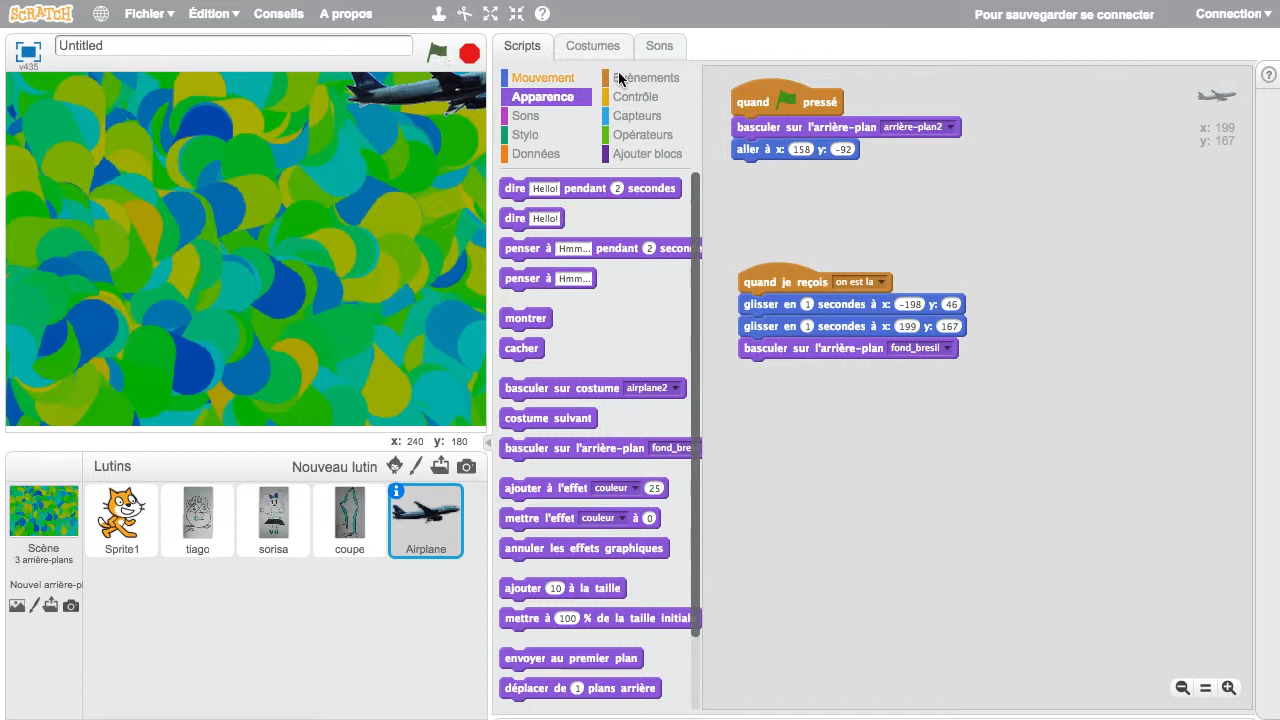 SCRATCH Fichier Édition Conseils A propos Pour sauvegarder se connecter Connection
v435
Untitled
x: 240 y: 180
Lutins Nouveau lutin
Scène
3 arrière-plans
Nouvel arrière-pl
Sprite1 tiago sorisa coupe Airplane
Scripts Costumes Sons
Mouvement
Apparence Contrôle
Sons Capteurs
Stylo Opérateurs
Données Ajouter blocs
dire Hello! pendant 2 secondes
dire Hello!
penser à Hmm... pendant 2 secon
penser à Hmm...
montrer
cacher
basculer sur costume airplane2
costume suivant
basculer sur l'arrière-plan fond_bre
ajouter à l'effet couleur 25
mettre l'effet couleur à 0
annuler les effets graphiques
ajouter 10 à la taille
mettre à 100 % de la taille initial
envoyer au premier plan
déplacer de 1 plans arrière
quand pressé
basculer sur l'arrière-plan arrière-plan2
aller à x: 158 y: -92
quand je reçois on est la
glisser en 1 secondes à x: -198 y: 46
glisser en 1 secondes à x: 199 y: 167
basculer sur l'arrière-plan fond_bresil
x: 199
y: 167